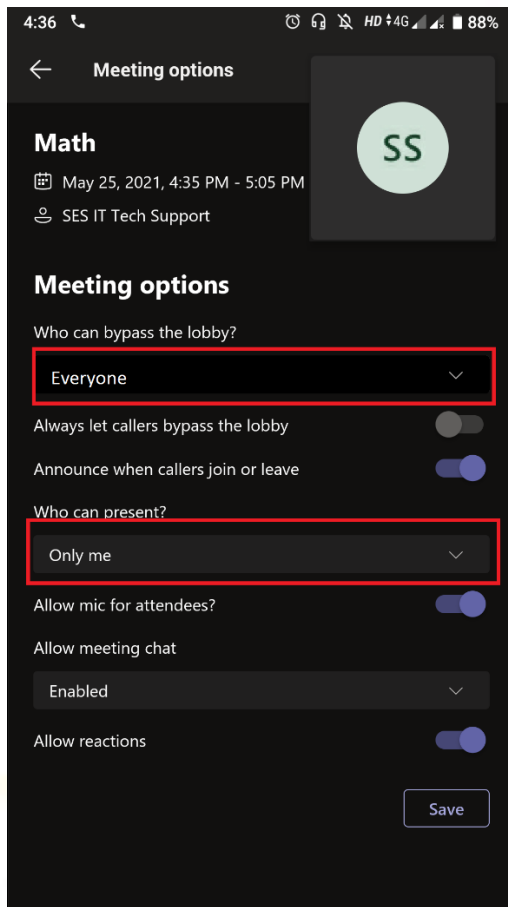 4:36 HD 4G 88%
Meeting options
SS
Math
May 25, 2021, 4:35 PM - 5:05 PM
SES IT Tech Support
Meeting options
Who can bypass the lobby?
Everyone
Always let callers bypass the lobby
Announce when callers join or leave
Who can present?
Only me
Allow mic for attendees?
Allow meeting chat
Enabled
Allow reactions
Save